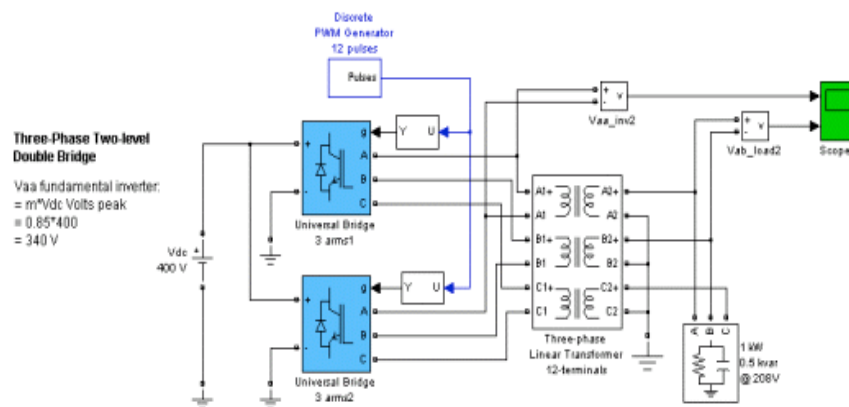 Discrete
PWM Generator
12 pulses
Pulses
Three-Phase Two-level
Double Bridge
Vaa fundamental inverter:
= m*Vdc Volts peak
= 0.85*400
= 340 V
Vdc
400 V
+
+
-
g
A
B
C
Universal Bridge
3 arms1
Y
U
+
-
g
A
B
C
Universal Bridge
3 arms2
Y
U
A1+
A1
B1+
B1
C1+
C1
A2+
A2
B2+
B2
C2+
C2
Three-phase
Linear Transformer
12-terminals
+
-
v
Vaa_inv2
+
-
v
Vab_load2
Scope
A
B
C
1 kW
0.5 kvar
@ 208V